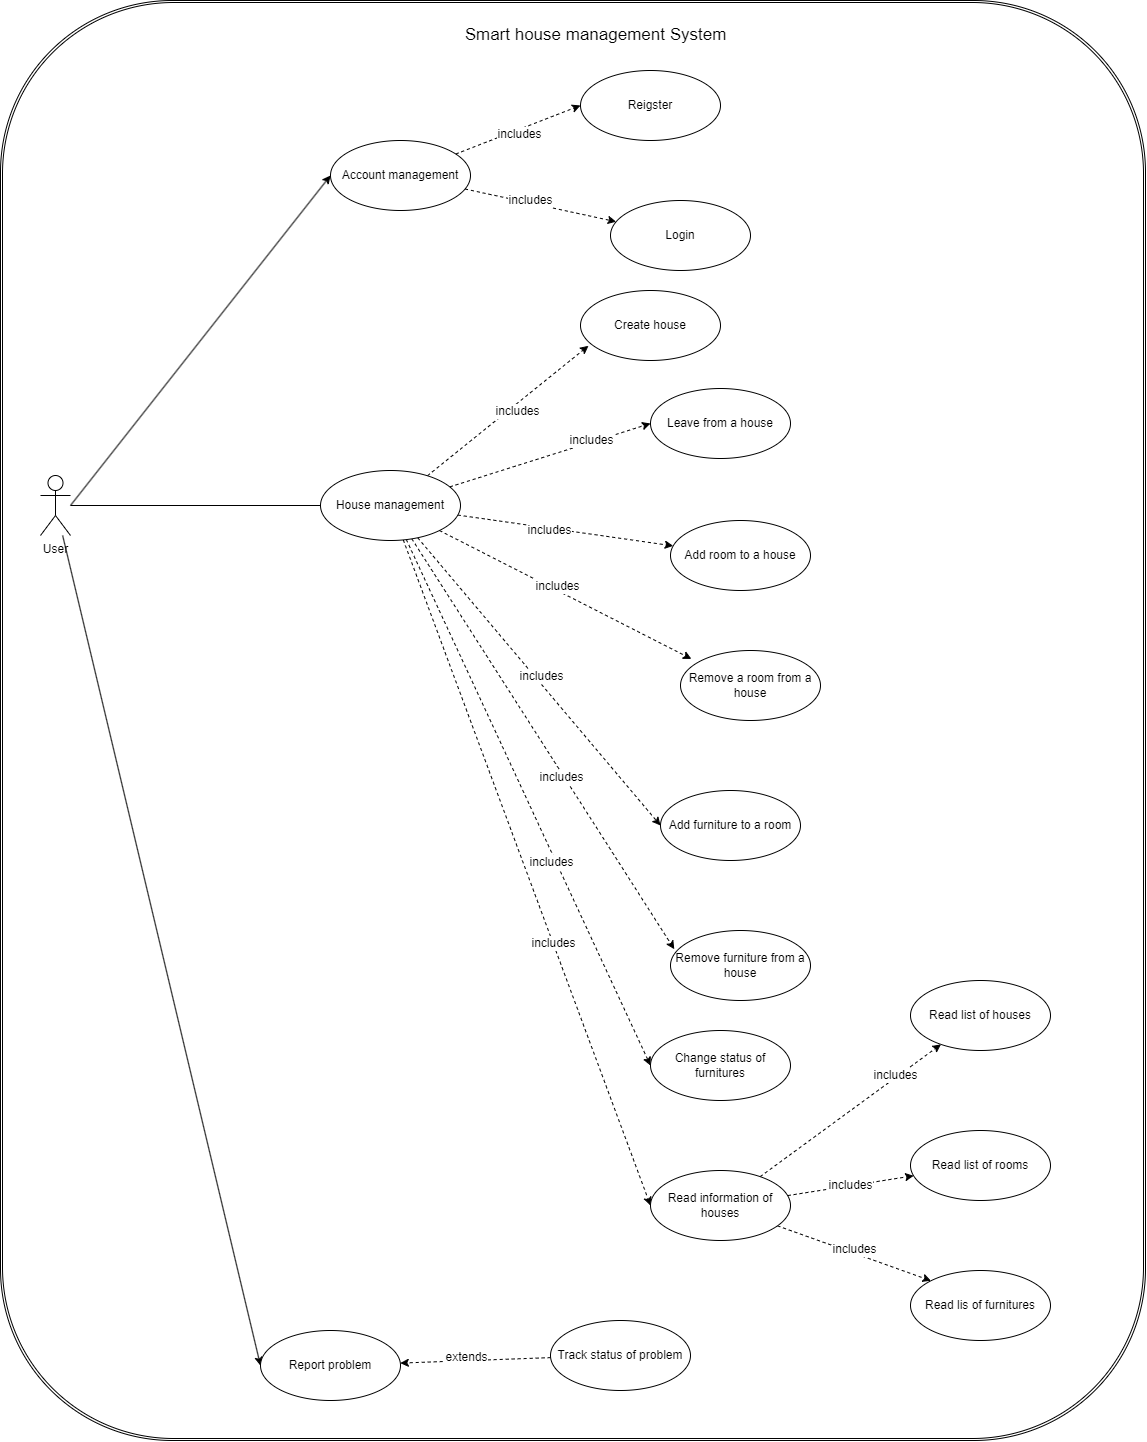 Smart house management System
Reigster
includes
Account management
includes
Login
Create house
includes
Leave from a house
includes
House management
includes
Add room to a house
User
includes
Remove a room from a
house
includes
includes
Add furniture to a room
includes
includes
Remove furniture from a
house
Read list of houses
Change status of
furnitures
includes
Read list of rooms
includes
Read information of
houses
includes
Read lis of furnitures
Report problem
extends
Track status of problem